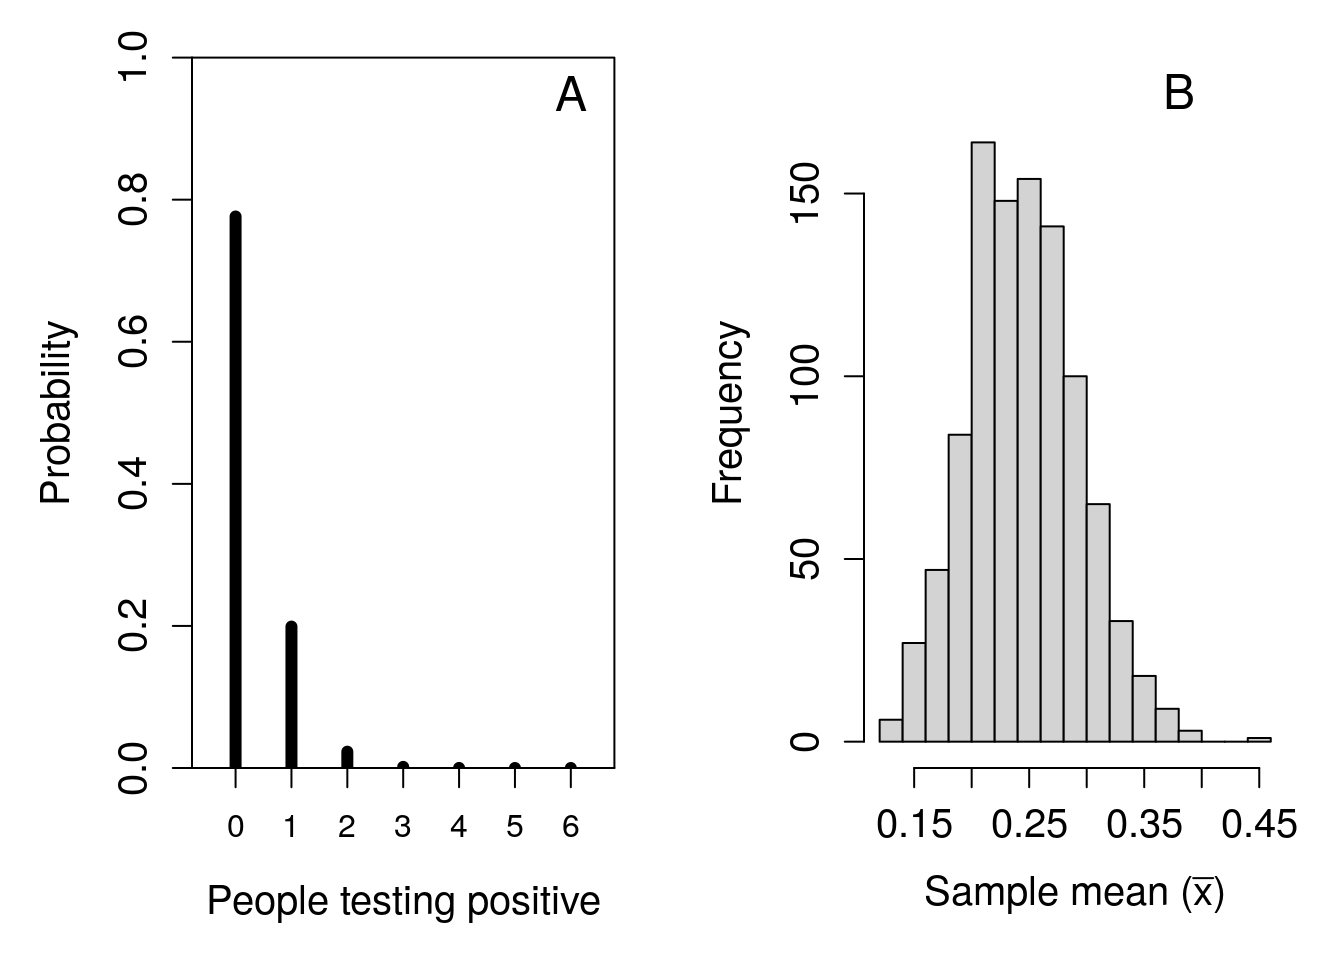 A
Probability
1.0
0.8
0.6
0.4
0.2
0.0
0 1 2 3 4 5 6
People testing positive
B
Frequency
150
100
50
0
0.15 0.25 0.35 0.45
Sample mean (x̅)